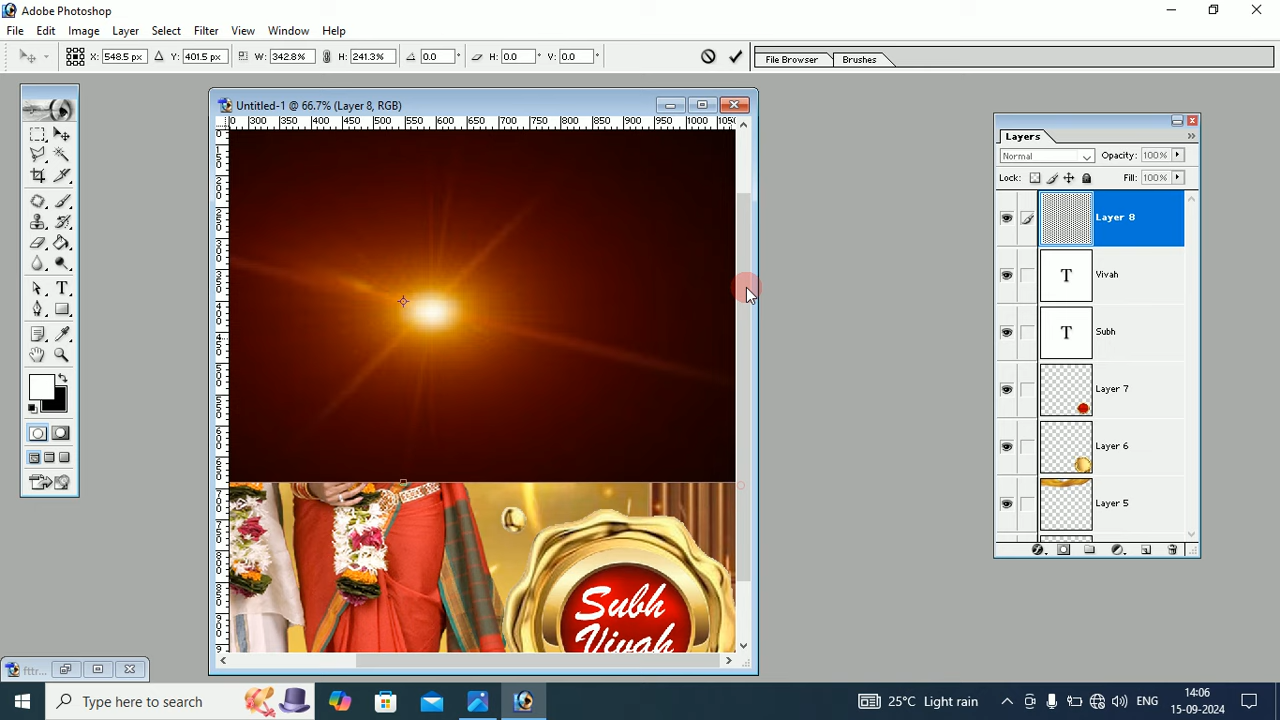 Adobe Photoshop
File Edit Image Layer Select Filter View Window Help
X: 548.5 px Y: 401.5 px W: 342.8% H: 241.3% 0.0 ° H: 0.0 ° V: 0.0 °
File Browser Brushes
Untitled-1 @ 66.7% (Layer 8, RGB)
300 350 400 450 500 550 600 650 700 750 800 850 900 950 1000
Layers
Normal Opacity: 100%
Lock: Fill: 100%
Layer 8
T Vivah
T Subh
Layer 7
Layer 6
Layer 5
Subh
Vivah
fttr...
Type here to search
25°C Light rain
ENG
14:06
15-09-2024